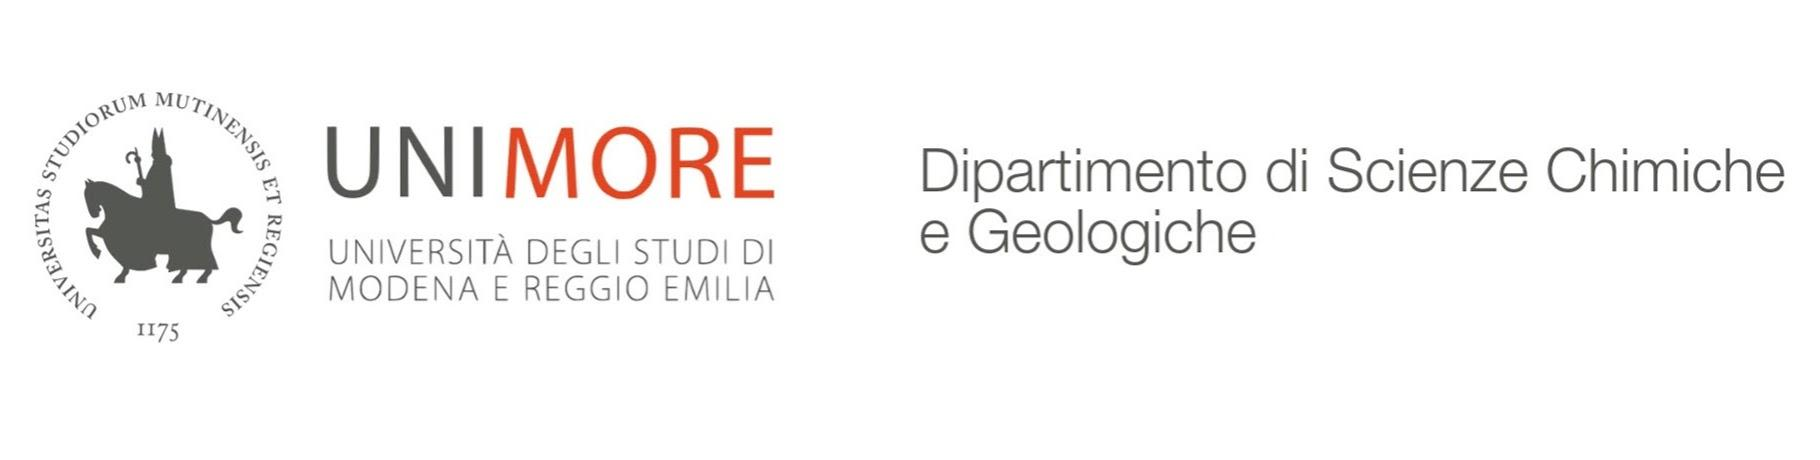 UNIVERSITAS STUDIORUM MUTINENSIS ET REGIENSIS
1175
UNIMORE
UNIVERSITÀ DEGLI STUDI DI
MODENA E REGGIO EMILIA
Dipartimento di Scienze Chimiche
e Geologiche